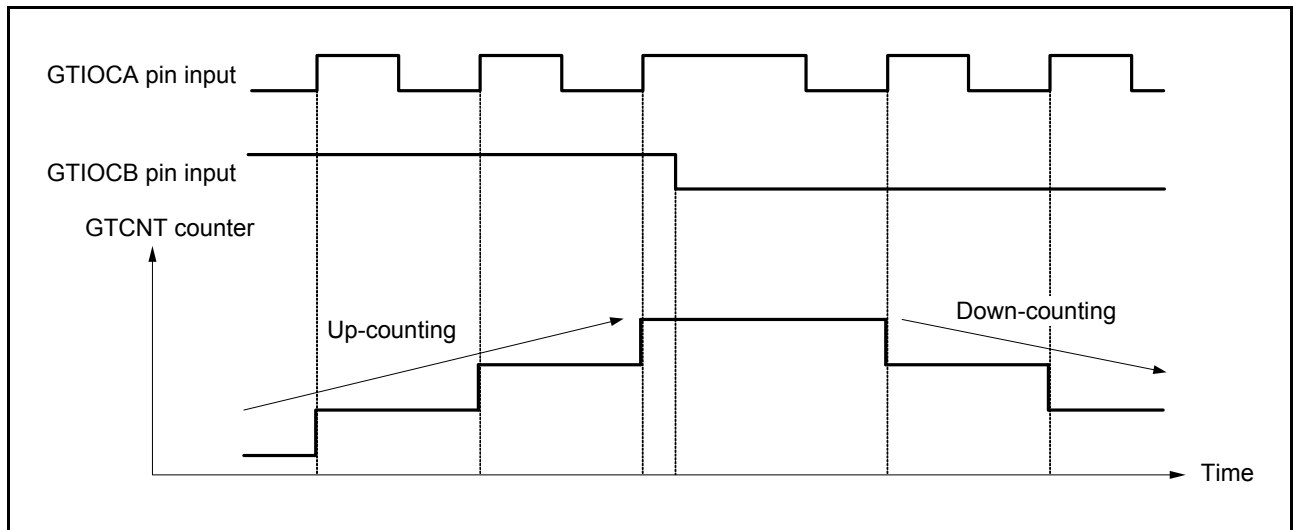 GTIOCA pin input
GTIOCB pin input
GTCNT counter
Up-counting
Down-counting
Time